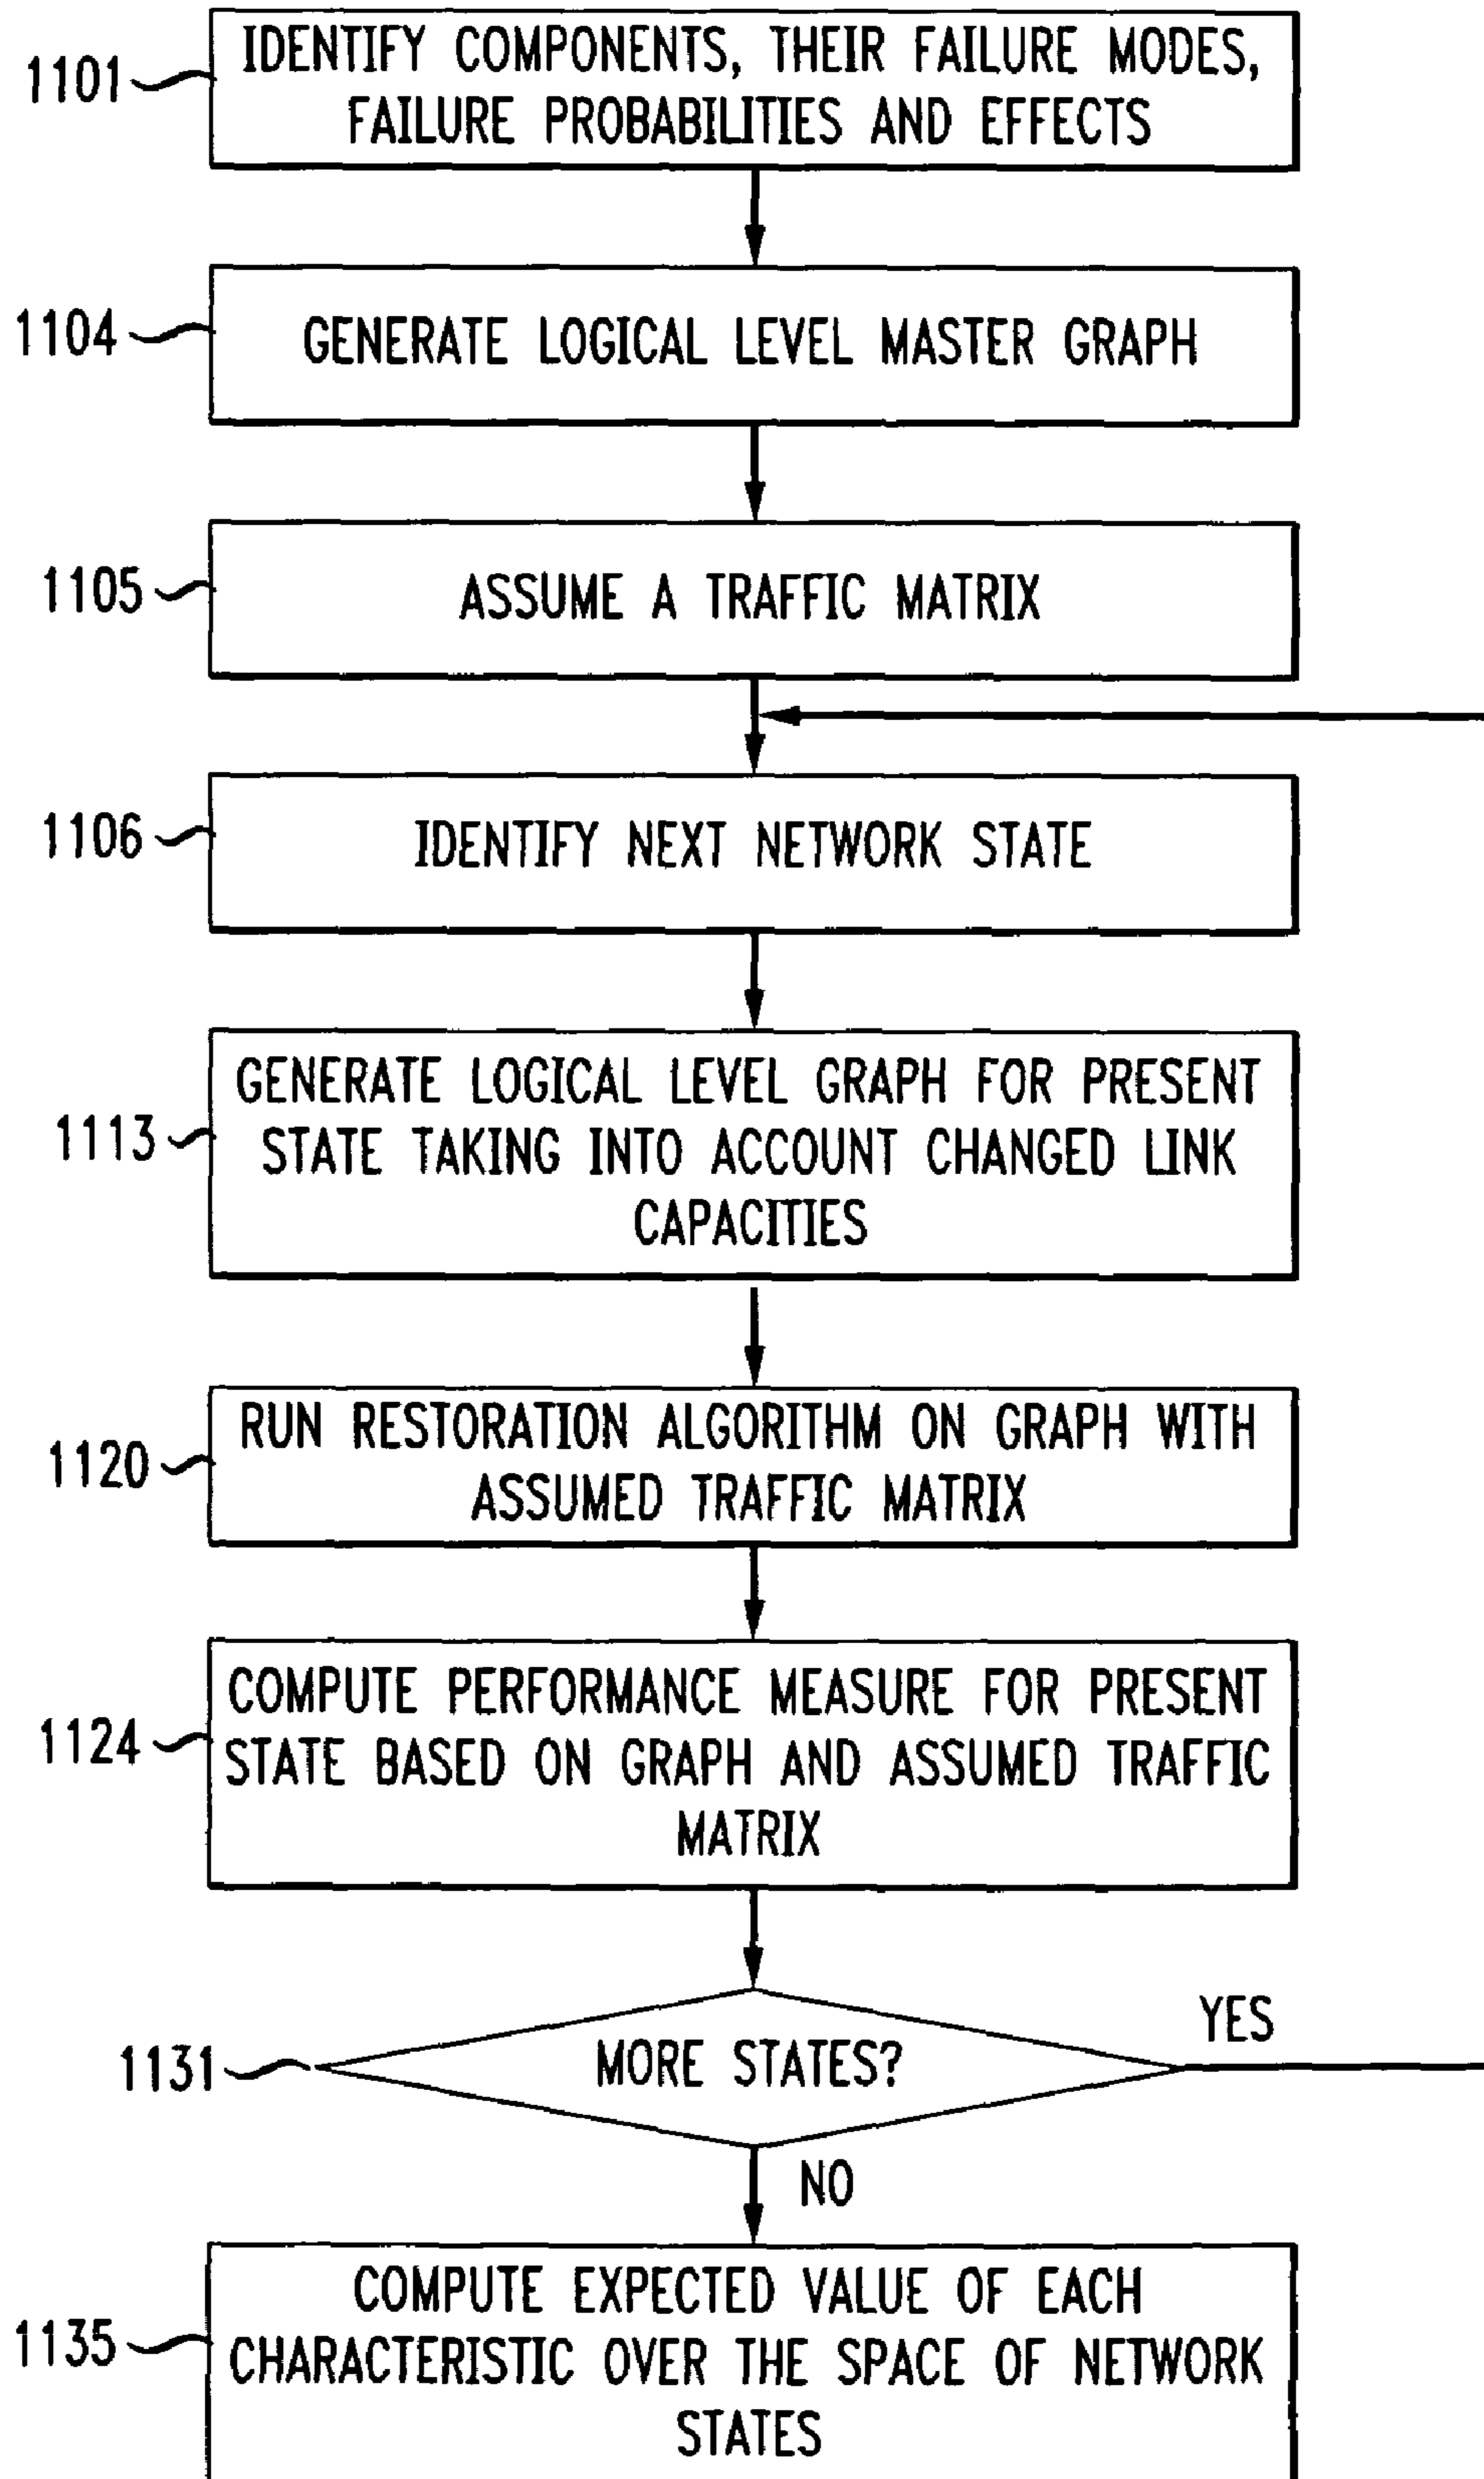 1101
IDENTIFY COMPONENTS, THEIR FAILURE MODES,
FAILURE PROBABILITIES AND EFFECTS
1104
GENERATE LOGICAL LEVEL MASTER GRAPH
1105
ASSUME A TRAFFIC MATRIX
1106
IDENTIFY NEXT NETWORK STATE
GENERATE LOGICAL LEVEL GRAPH FOR PRESENT
1113
STATE TAKING INTO ACCOUNT CHANGED LINK
CAPACITIES
RUN RESTORATION ALGORITHM ON GRAPH WITH
1120
ASSUMED TRAFFIC MATRIX
COMPUTE PERFORMANCE MEASURE FOR PRESENT
1124
STATE BASED ON GRAPH AND ASSUMED TRAFFIC
MATRIX
YES
1131
MORE STATES?
NO
COMPUTE EXPECTED VALUE OF EACH
1135
CHARACTERISTIC OVER THE SPACE OF NETWORK
STATES